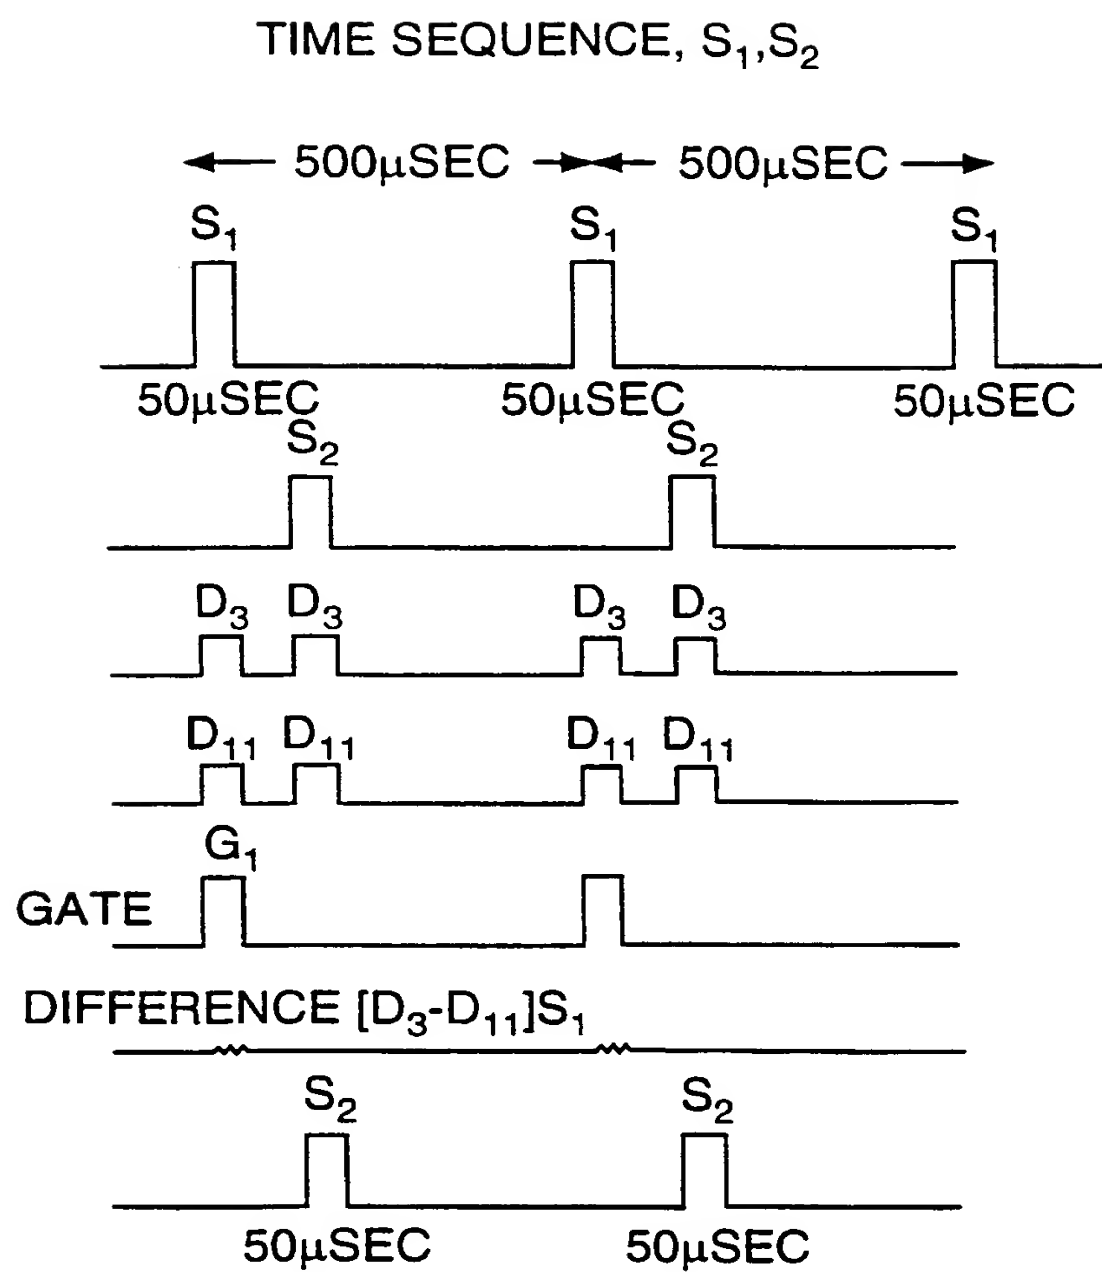 TIME SEQUENCE, S1,S2
500µSEC 500µSEC
S1 S1 S1
50µSEC 50µSEC 50µSEC
S2 S2
D3 D3 D3 D3
D11 D11 D11 D11
G1
GATE
DIFFERENCE [D3-D11]S1
S2 S2
50µSEC 50µSEC